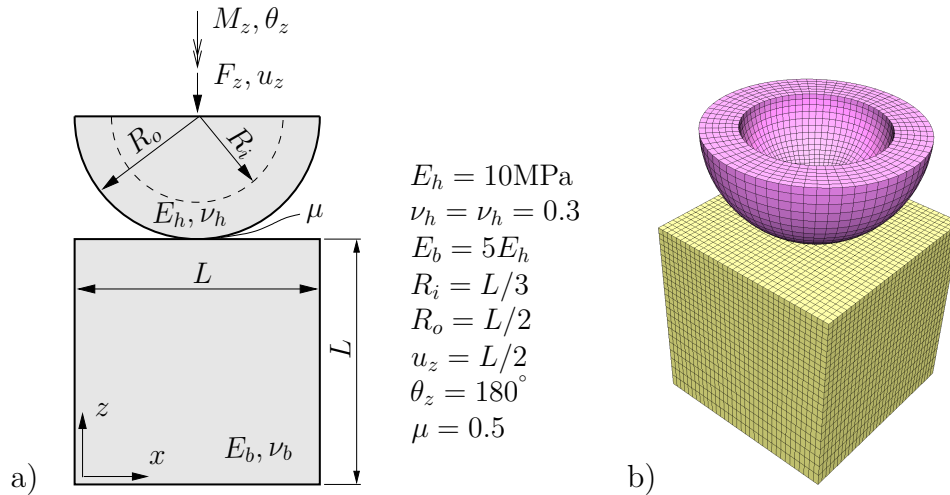 M_z, θ_z
F_z, u_z
R_o
R_i
E_h, ν_h
μ
L
L
z
x
E_b, ν_b
a)
E_h = 10MPa
ν_h = ν_h = 0.3
E_b = 5E_h
R_i = L/3
R_o = L/2
u_z = L/2
θ_z = 180°
μ = 0.5
b)